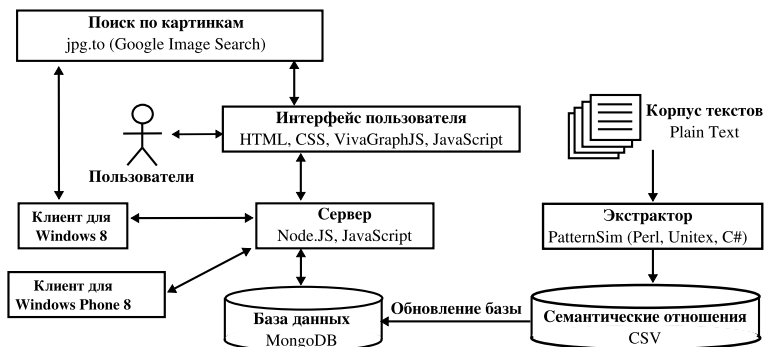 Поиск по картинкам
jpg.to (Google Image Search)
Интерфейс пользователя
HTML, CSS, VivaGraphJS, JavaScript
Пользователи
Корпус текстов
Plain Text
Клиент для
Windows 8
Сервер
Node.JS, JavaScript
Экстрактор
PatternSim (Perl, Unitex, C#)
Клиент для
Windows Phone 8
База данных
MongoDB
Обновление базы
Семантические отношения
CSV